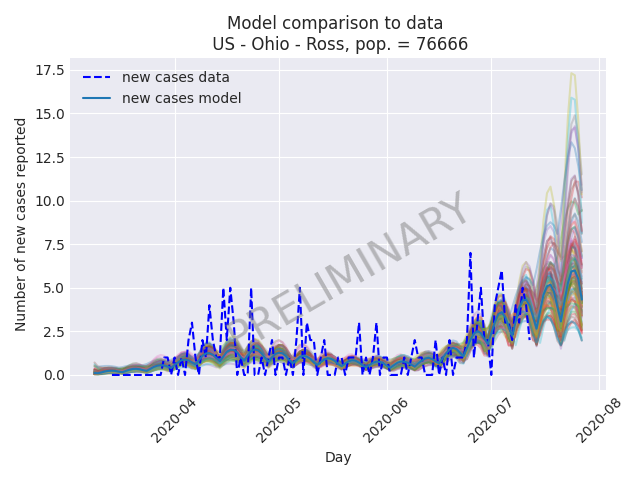 Model comparison to data
US - Ohio - Ross, pop. = 76666
new cases data
new cases model
Number of new cases reported
17.5
15.0
12.5
10.0
7.5
5.0
2.5
0.0
PRELIMINARY
2020-04
2020-05
2020-06
2020-07
2020-08
Day